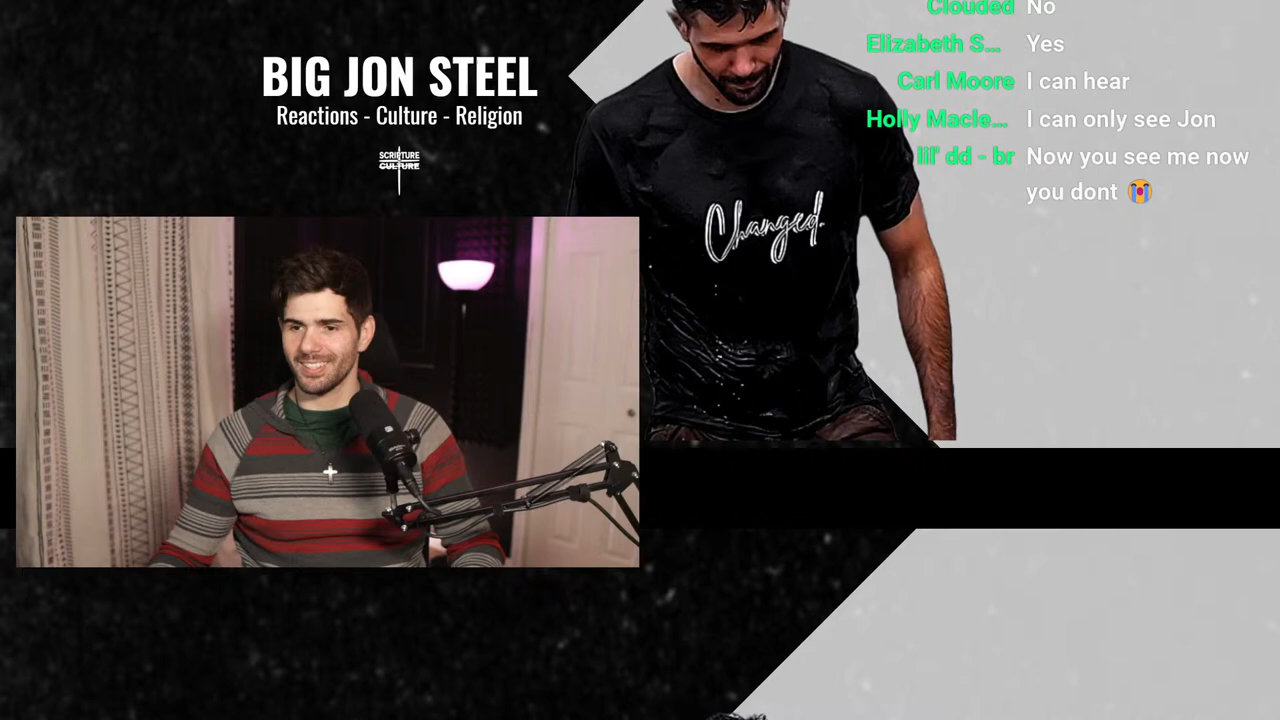 BIG JON STEEL
Reactions - Culture - Religion
SCRIPTURE
CULTURE
Changed.
Clouded No
Elizabeth S... Yes
Carl Moore I can hear
Holly Macle... I can only see Jon
lil' dd - br Now you see me now
you dont 😭